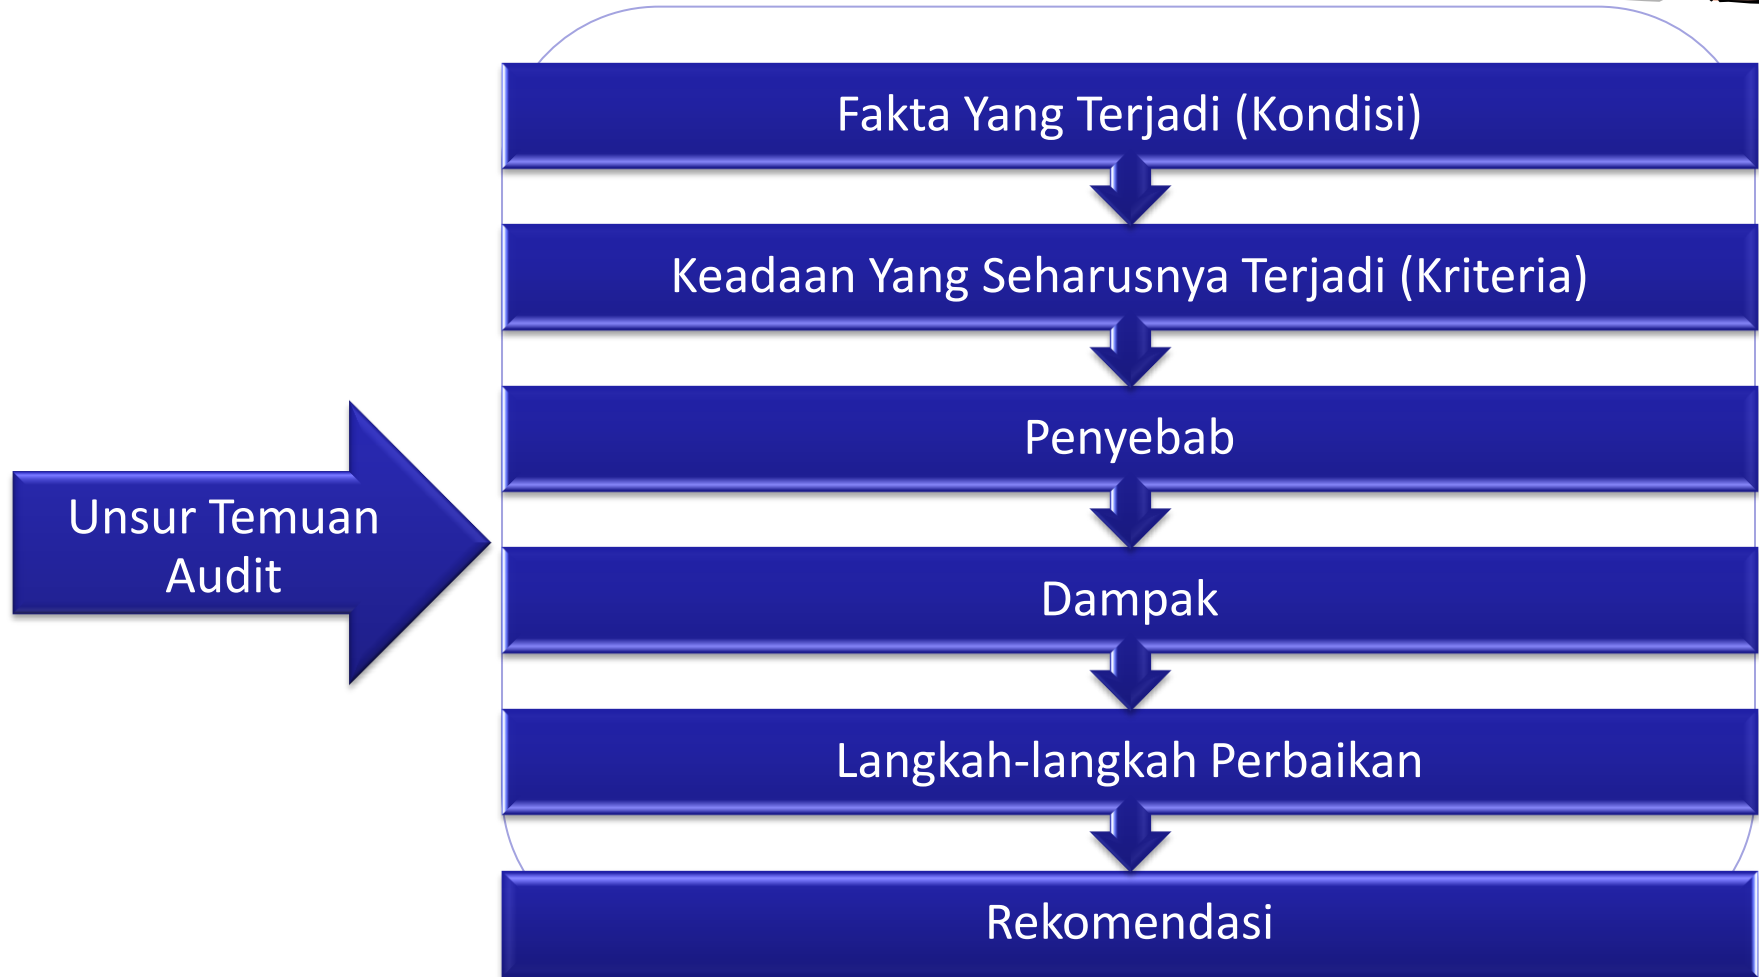 Fakta Yang Terjadi (Kondisi)
Keadaan Yang Seharusnya Terjadi (Kriteria)
Penyebab
Unsur Temuan
Audit
Dampak
Langkah-langkah Perbaikan
Rekomendasi